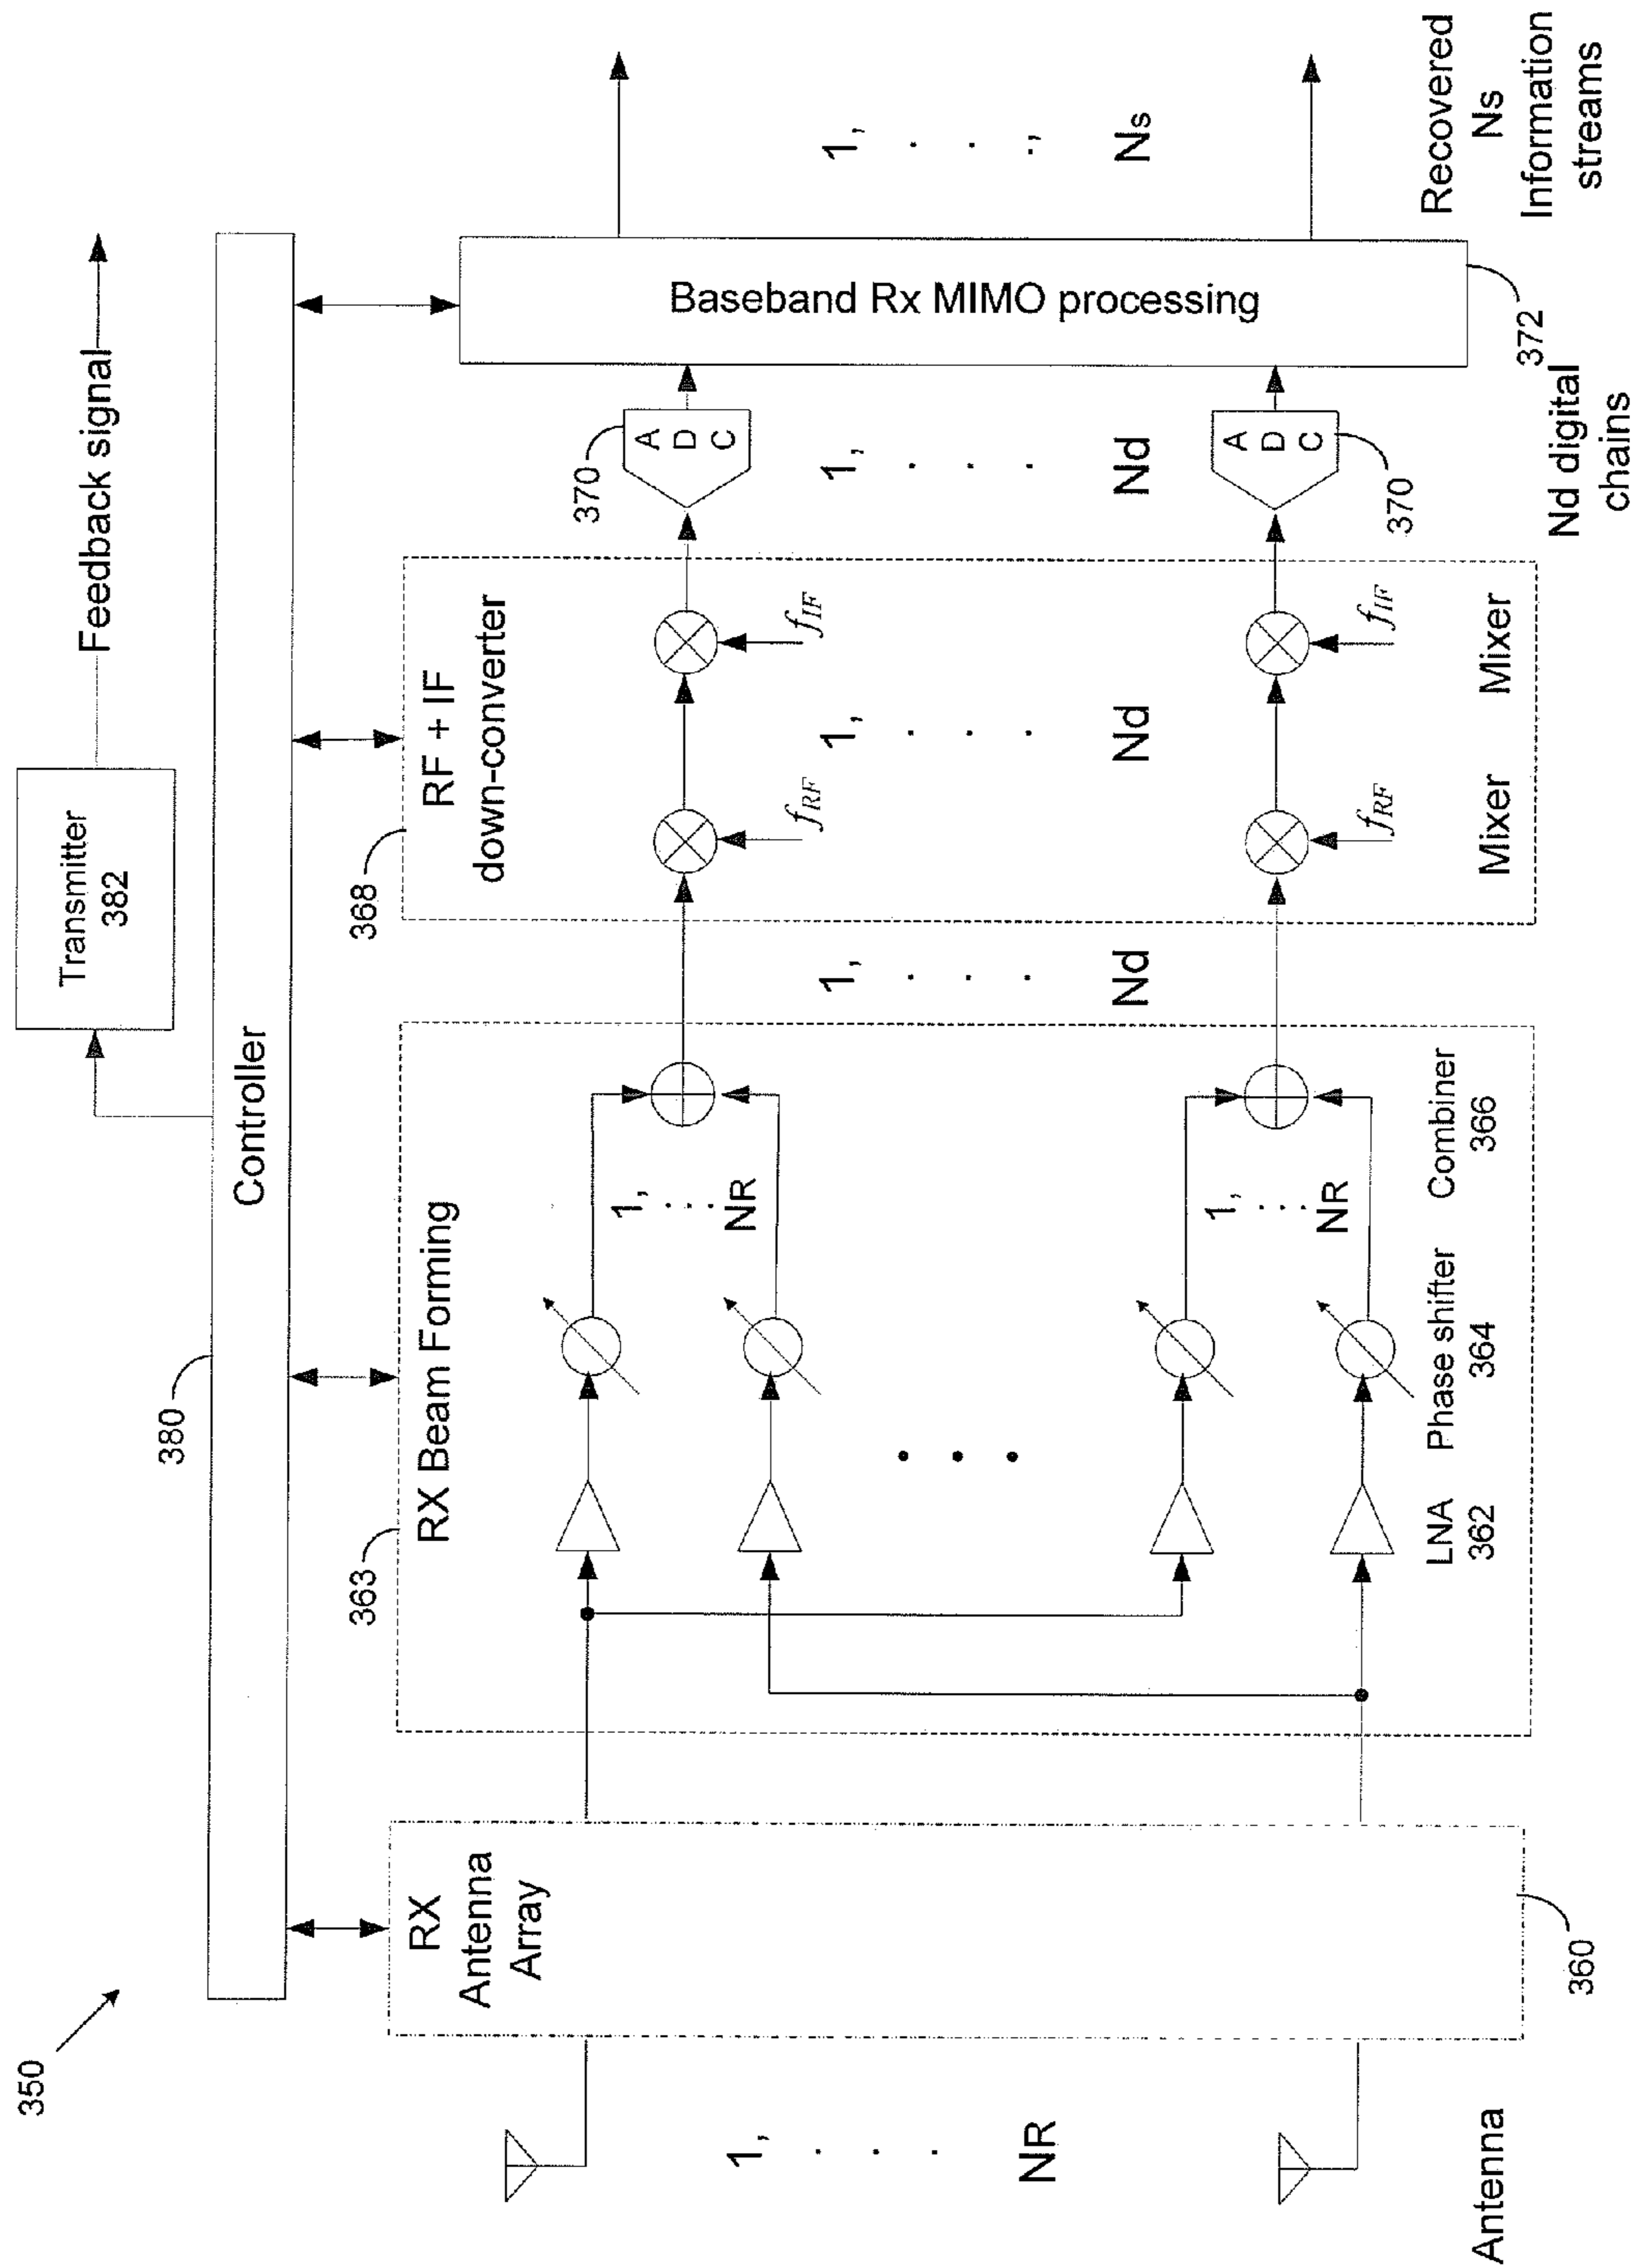 350
380
Controller
Transmitter
382
Feedback signal
RX
Antenna
Array
360
1,
NR
Antenna
363
RX Beam Forming
1,
NR
1,
NR
LNA
362
Phase shifter
364
Combiner
366
1,
Nd
368
RF + IF
down-converter
fRF
fIF
1,
Nd
fRF
fIF
Mixer
Mixer
370
A
D
C
1,
Nd
A
D
C
370
Nd digital
chains
Baseband Rx MIMO processing
372
1,
Ns
Recovered
Ns
Information
streams